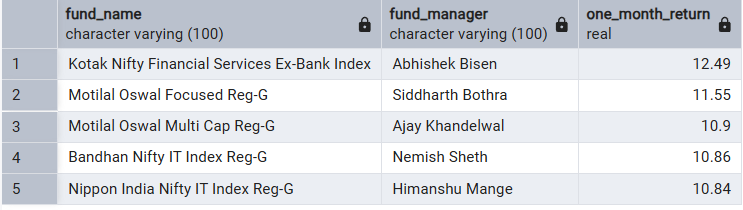 fund_name fund_manager one_month_return
character varying (100) character varying (100) real
1 Kotak Nifty Financial Services Ex-Bank Index Abhishek Bisen 12.49
2 Motilal Oswal Focused Reg-G Siddharth Bothra 11.55
3 Motilal Oswal Multi Cap Reg-G Ajay Khandelwal 10.9
4 Bandhan Nifty IT Index Reg-G Nemish Sheth 10.86
5 Nippon India Nifty IT Index Reg-G Himanshu Mange 10.84